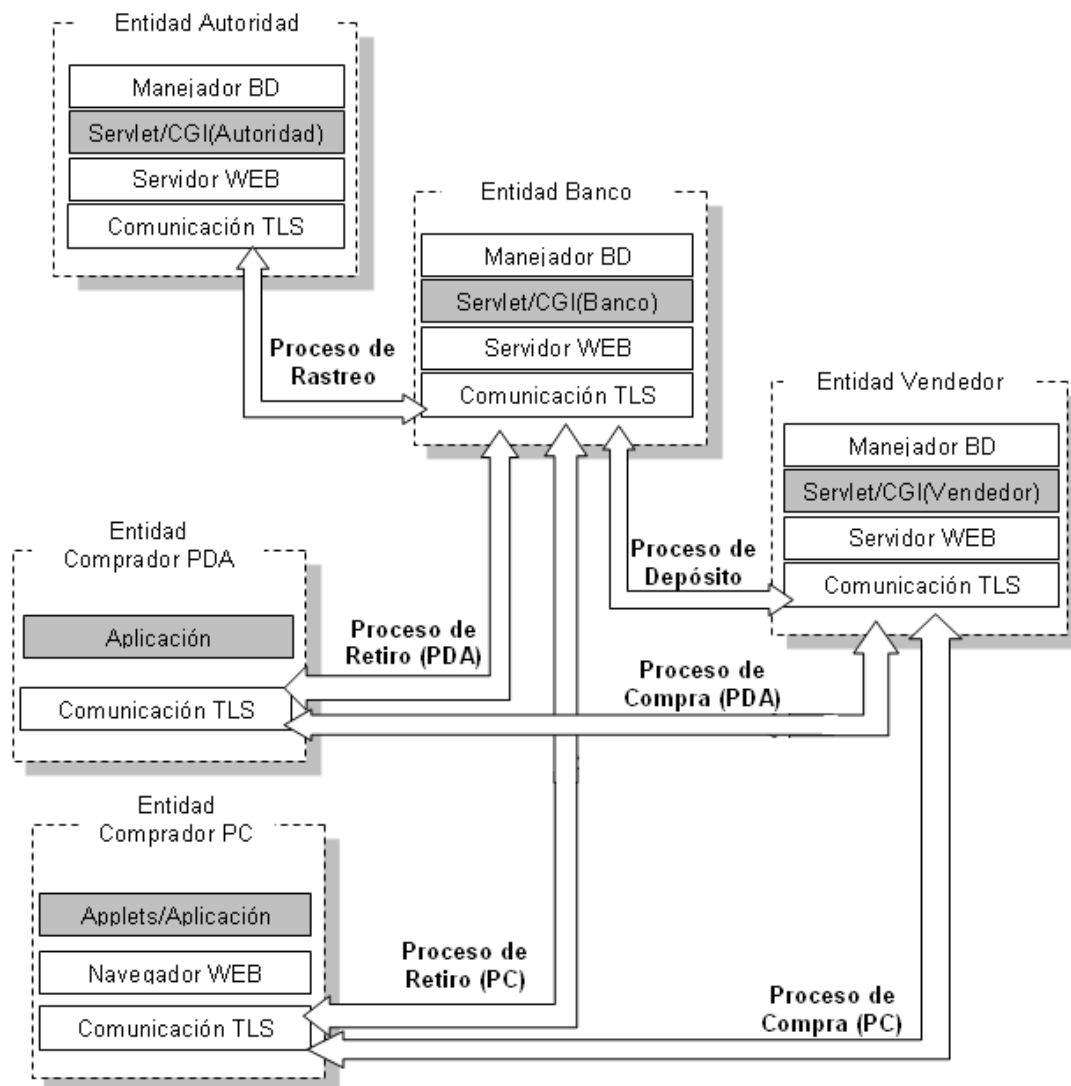 Entidad Autoridad
Manejador BD
Servlet/CGI(Autoridad)
Servidor WEB
Comunicación TLS
Entidad Banco
Manejador BD
Servlet/CGI(Banco)
Servidor WEB
Comunicación TLS
Proceso de
Rastreo
Entidad Vendedor
Manejador BD
Servlet/CGI(Vendedor)
Servidor WEB
Comunicación TLS
Proceso de
Depósito
Entidad
Comprador PDA
Aplicación
Comunicación TLS
Proceso de
Retiro (PDA)
Proceso de
Compra (PDA)
Entidad
Comprador PC
Applets/Aplicación
Navegador WEB
Comunicación TLS
Proceso de
Retiro (PC)
Proceso de
Compra (PC)